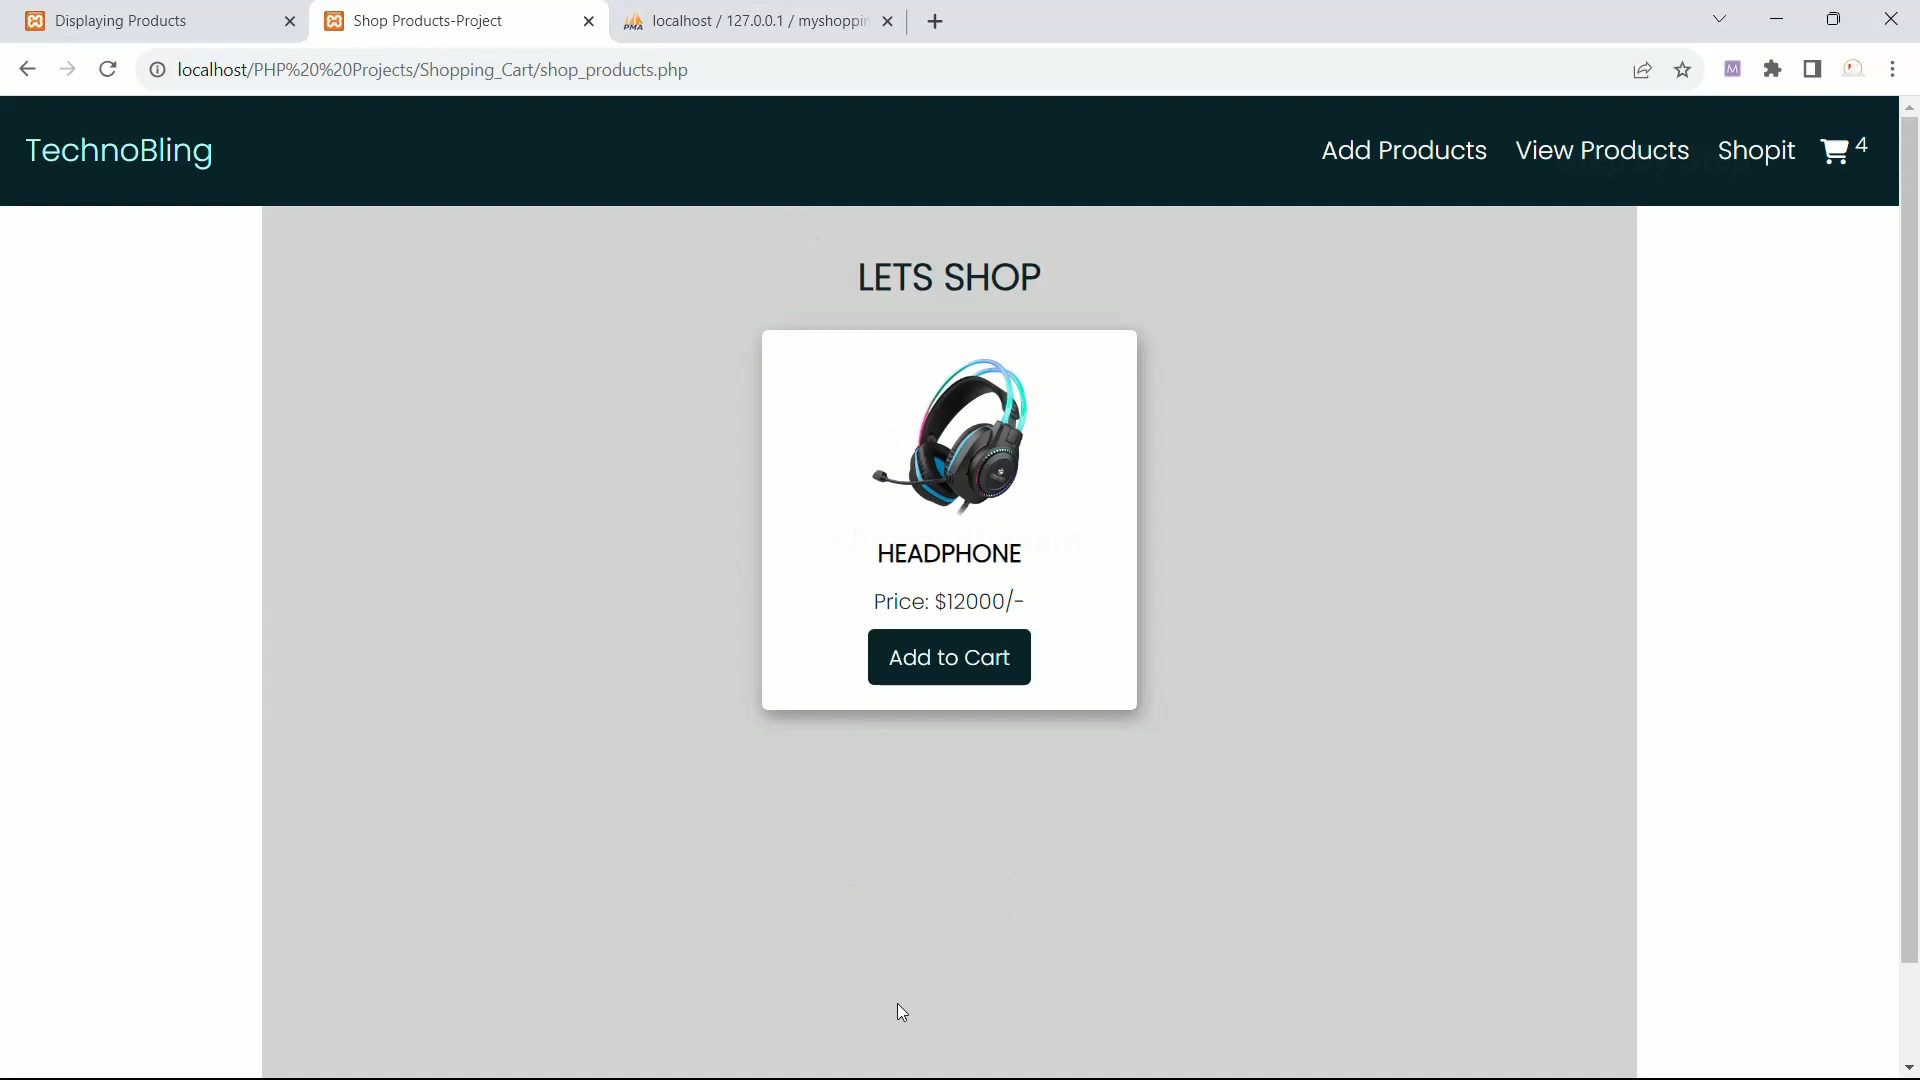 Displaying Products
Shop Products-Project
localhost / 127.0.0.1 / myshoppin
localhost/PHP%20%20Projects/Shopping_Cart/shop_products.php
TechnoBling
Add Products View Products Shopit 4
LETS SHOP
HEADPHONE
Price: $12000/-
Add to Cart